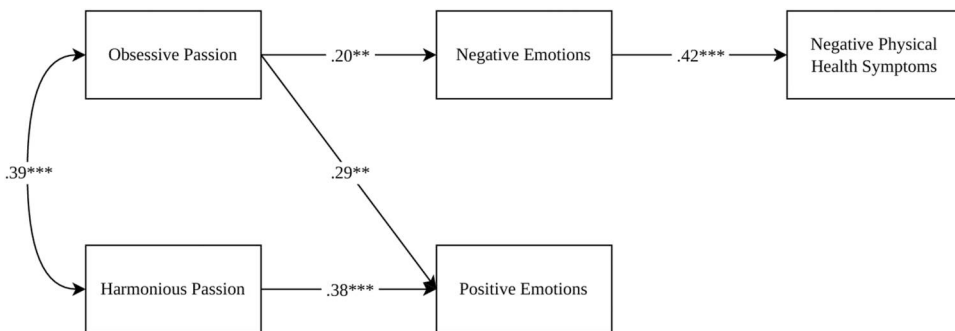 Obsessive Passion
.20**
Negative Emotions
.42***
Negative Physical
Health Symptoms
.39***
.29**
Harmonious Passion
.38***
Positive Emotions